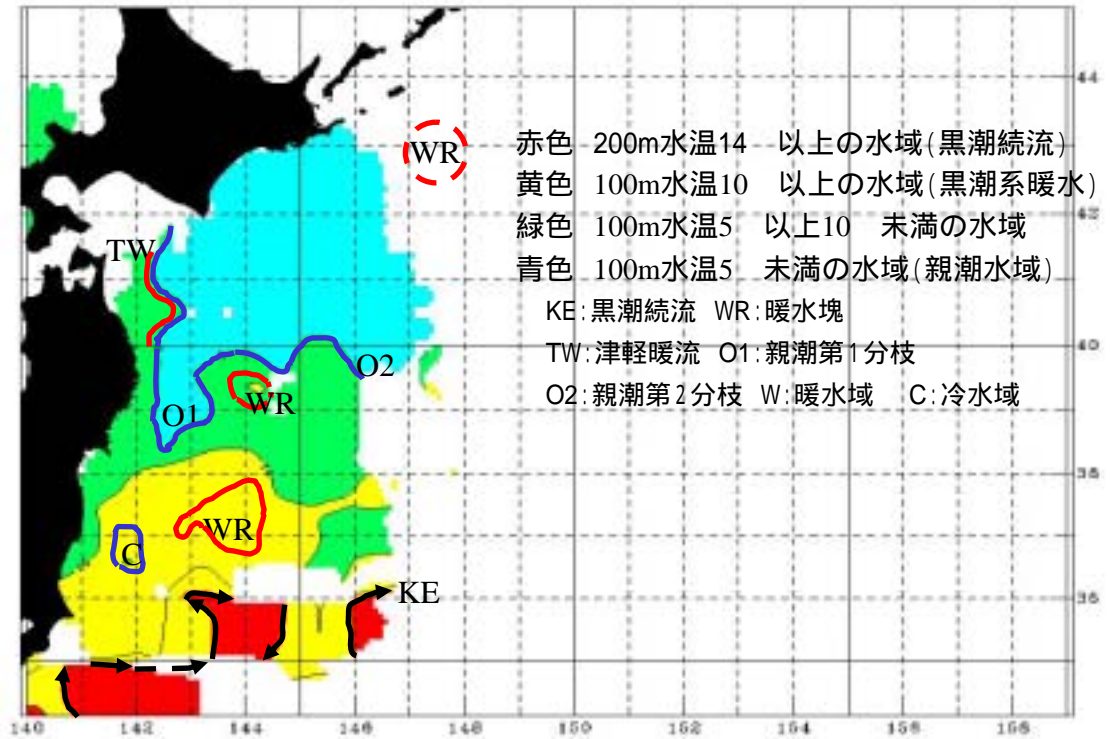 44
赤色 200m水温14 以上の水域(黒潮続流)
WR
黄色 100m水温10 以上の水域(黒潮系暖水)
42
緑色 100m水温5 以上10 未満の水域
TW
青色 100m水温5 未満の水域(親潮水域)
KE:黒潮続流 WR:暖水塊
40
TW:津軽暖流 O1:親潮第1分枝
O2
O2:親潮第2分枝 W:暖水域 C:冷水域
WR
O1
38
WR
C
KE
36
140 142 144 146 148 150 152 154 156 158